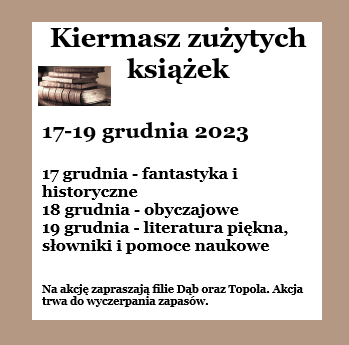 Kiermasz zużytych
książek
17-19 grudnia 2023
17 grudnia - fantastyka i
historyczne
18 grudnia - obyczajowe
19 grudnia - literatura piękna,
słowniki i pomoce naukowe
Na akcję zapraszają filie Dąb oraz Topola. Akcja
trwa do wyczerpania zapasów.